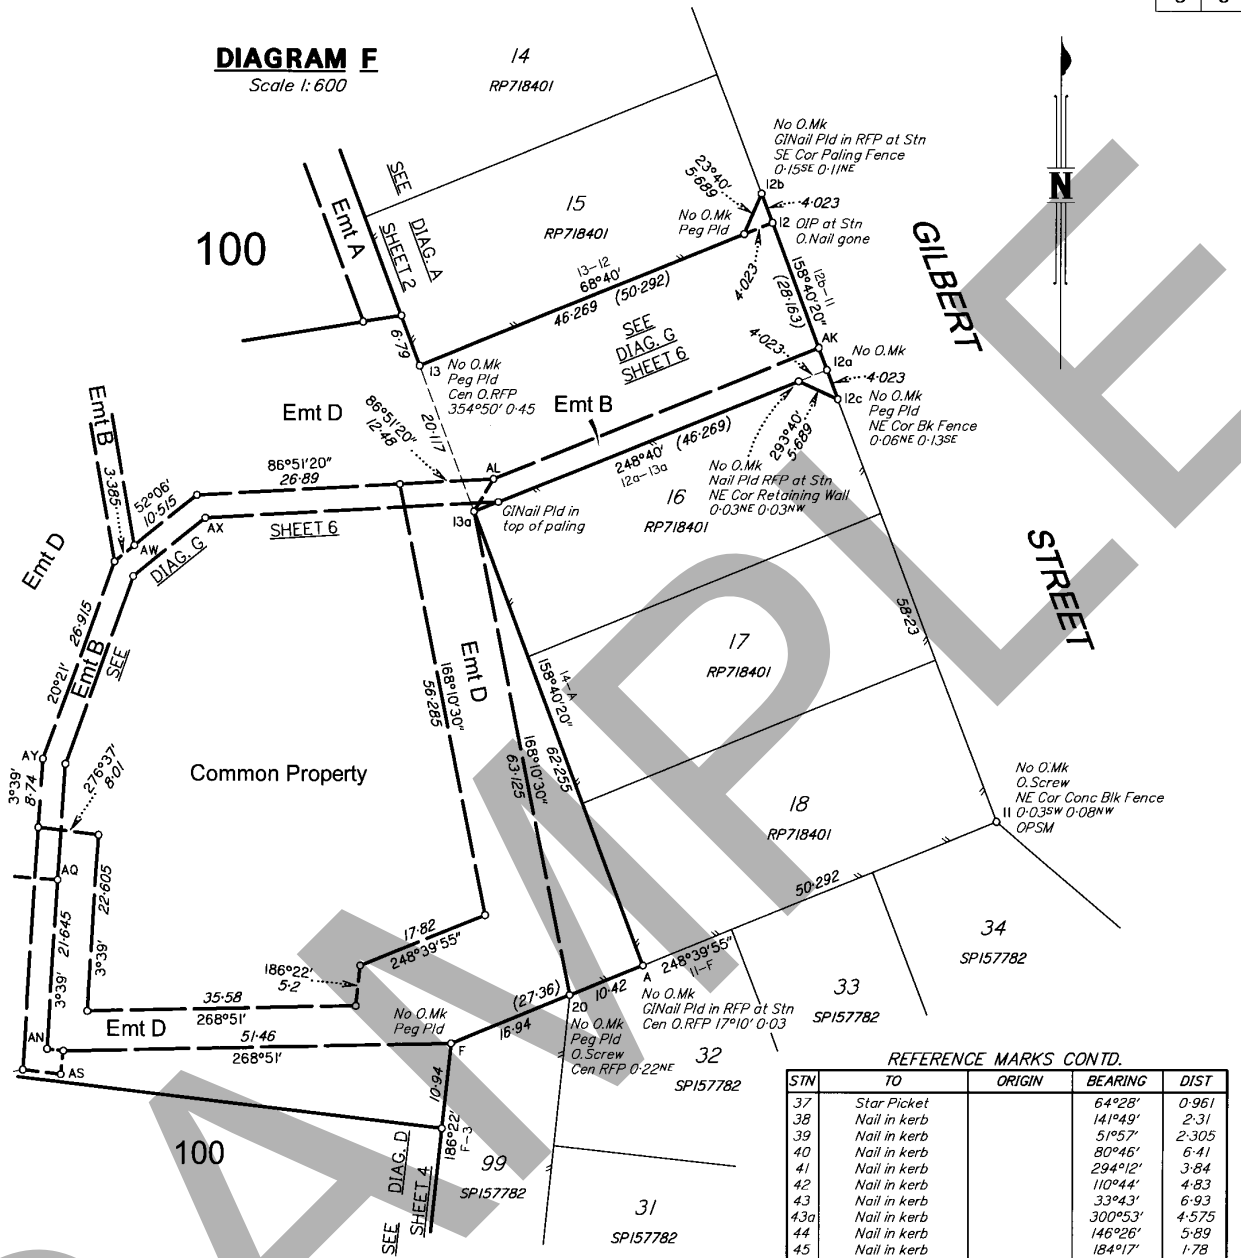 DIAGRAM F
Scale 1:600
14
RP718401
No O.Mk
GINail Pld in RFP at Stn
SE Cor Paling Fence
0·15SE 0·11NE
23°40'
5·689
12b
4·023
No O.Mk
Peg Pld
12
OIP at Stn
O.Nail gone
4·023
N
SEE
DIAG. A
SHEET 2
15
RP718401
Emt A
100
13-12
68°40'
46·269 (50·292)
12b-11
158°40'20"
(28·163)
GILBERT
STREET
6·79
13
No O.Mk
Peg Pld
Cen O.RFP
354°50' 0·45
SEE
DIAG. G
SHEET 6
AK
4·023
12a
No O.Mk
4·023
12c
No O.Mk
Peg Pld
NE Cor Bk Fence
0·06NE 0·13SE
293°40'
5·689
Emt D
Emt B
20·117
86°51'20"
12·48
Emt B
3·385
86°51'20"
26·89
AL
248°40' (46·269)
12a-13a
No O.Mk
Nail Pld RFP at Stn
NE Cor Retaining Wall
0·03NE 0·03NW
16
RP718401
52°06'
10·515
AX
SHEET 6
13a
GINail Pld in
top of paling
AW
DIAG. G
Emt D
20°21'
26·915
Emt B
SEE
17
RP718401
58·23
168°10'30"
56·285
Emt D
14-A
158°40'20"
62·255
168°10'30"
63·125
AY
3°39'
8·74
276°37'
8·01
Common Property
18
RP718401
11
No O.Mk
O.Screw
NE Cor Conc Blk Fence
0·03SW 0·08NW
OPSM
AQ
22·605
3°39'
21·645
3°39'
50·292
17·82
248°39'55"
248°39'55"
11-F
34
SP157782
186°22'
5·2
A
10·42
No O.Mk
GINail Pld in RFP at Stn
Cen O.RFP 17°10' 0·03
33
SP157782
35·58
268°51'
Emt D
AN
51·46
268°51'
AS
No O.Mk
Peg Pld
(27·36)
16·94
20
No O.Mk
Peg Pld
O.Screw
Cen RFP 0·22NE
F
32
SP157782
10·94
186°22'
F-3
100
SEE
DIAG. D
SHEET 4
99
SP157782
31
SP157782
REFERENCE MARKS CONTD.
STN TO ORIGIN BEARING DIST
37 Star Picket 64°28' 0·961
38 Nail in kerb 141°49' 2·31
39 Nail in kerb 51°57' 2·305
40 Nail in kerb 80°46' 6·41
41 Nail in kerb 294°12' 3·84
42 Nail in kerb 110°44' 4·83
43 Nail in kerb 33°43' 6·93
43a Nail in kerb 300°53' 4·575
44 Nail in kerb 146°26' 5·89
45 Nail in kerb 184°17' 1·78